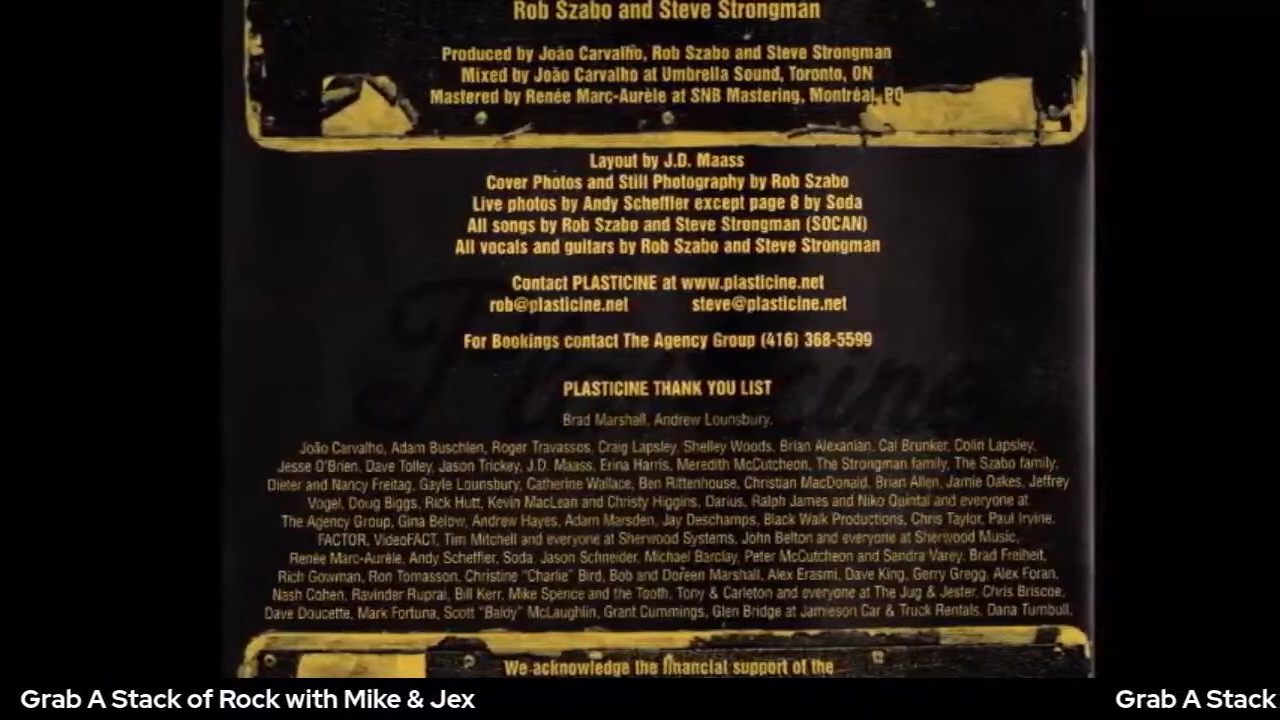 Rob Szabo and Steve Strongman
Produced by João Carvalho, Rob Szabo and Steve Strongman
Mixed by João Carvalho at Umbrella Sound, Toronto, ON
Mastered by Renée Marc-Aurèle at SNB Mastering, Montréal, PQ
Layout by J.D. Maass
Cover Photos and Still Photography by Rob Szabo
Live photos by Andy Scheffler except page 8 by Soda
All songs by Rob Szabo and Steve Strongman (SOCAN)
All vocals and guitars by Rob Szabo and Steve Strongman
Contact PLASTICINE at www.plasticine.net
rob@plasticine.net steve@plasticine.net
For Bookings contact The Agency Group (416) 368-5599
PLASTICINE THANK YOU LIST
Brad Marshall, Andrew Lounsbury.
João Carvalho, Adam Buschlen, Roger Travassos, Craig Lapsley, Shelley Woods, Brian Alexanian, Cal Brunker, Colin Lapsley,
Jesse O'Brien, Dave Tolley, Jason Trickey, J.D. Maass, Erina Harris, Meredith McCutcheon, The Strongman family, The Szabo family,
Dieter and Nancy Freitag, Gayle Lounsbury, Catherine Wallace, Ben Rittenhouse, Christian MacDonald, Brian Allen, Jamie Oakes, Jeffrey
Vogel, Doug Biggs, Rick Hutt, Kevin MacLean and Christy Higgins, Darius, Ralph James and Niko Quintal and everyone at
The Agency Group, Gina Below, Andrew Hayes, Adam Marsden, Jay Deschamps, Black Walk Productions, Chris Taylor, Paul Irvine,
FACTOR, VideoFACT, Tim Mitchell and everyone at Sherwood Systems, John Belton and everyone at Sherwood Music,
Renée Marc-Aurèle, Andy Scheffler, Soda, Jason Schneider, Michael Barclay, Peter McCutcheon and Sandra Varey, Brad Freiheit,
Rich Gowman, Ron Tomasson, Christine "Charlie" Bird, Bob and Doreen Marshall, Alex Erasmi, Dave King, Gerry Gregg, Alex Foran,
Nash Cohen, Ravinder Ruprai, Bill Kerr, Mike Spence and the Tooth, Tony & Carleton and everyone at The Jug & Jester, Chris Briscoe,
Dave Doucette, Mark Fortuna, Scott "Baldy" McLaughlin, Grant Cummings, Glen Bridge at Jamieson Car & Truck Rentals, Dana Turnbull,
We acknowledge the financial support of the
Grab A Stack of Rock with Mike & Jex
Grab A Stack